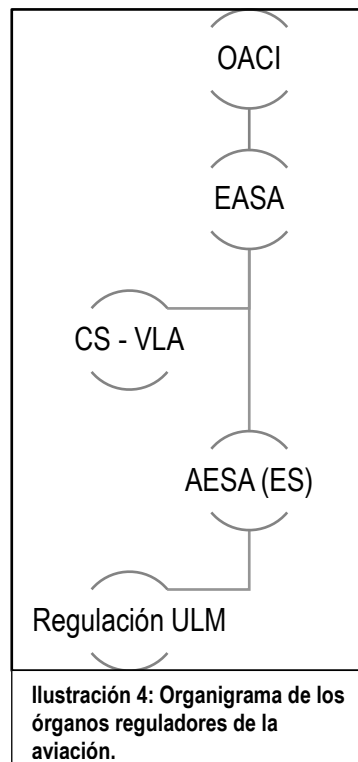 OACI
EASA
CS - VLA
AESA (ES)
Regulación ULM
Ilustración 4: Organigrama de los
órganos reguladores de la
aviación.